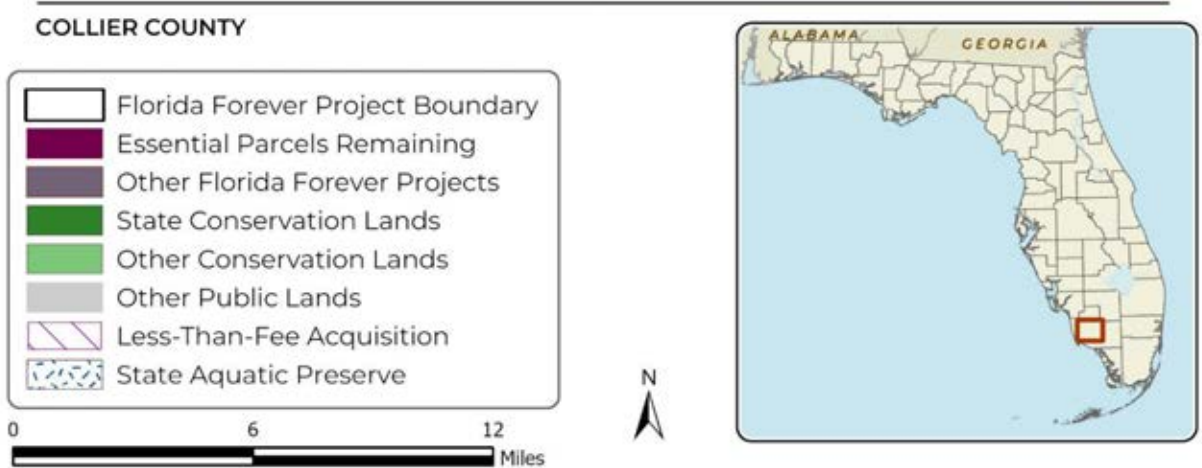 COLLIER COUNTY
Florida Forever Project Boundary
Essential Parcels Remaining
Other Florida Forever Projects
State Conservation Lands
Other Conservation Lands
Other Public Lands
Less-Than-Fee Acquisition
State Aquatic Preserve
0 6 12
Miles
N
ALABAMA
GEORGIA